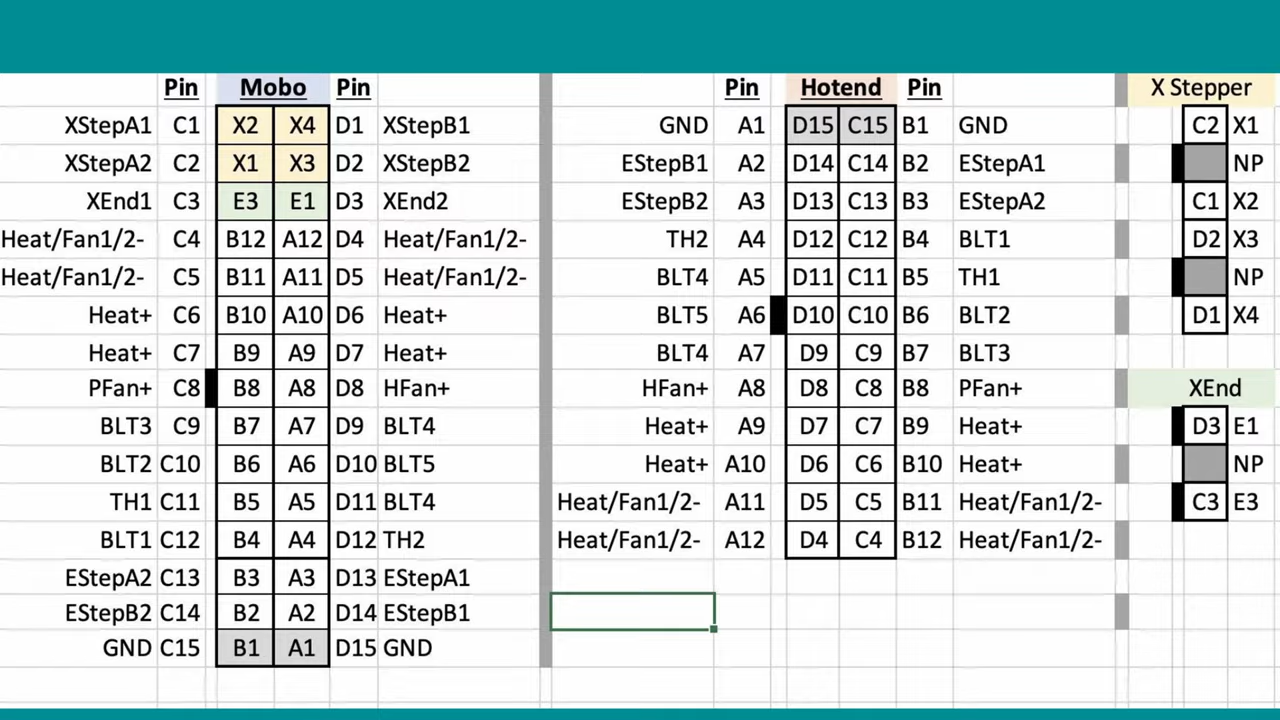 Pin Mobo Pin Pin Hotend Pin X Stepper
XStepA1 C1 X2 X4 D1 XStepB1 GND A1 D15 C15 B1 GND C2 X1
XStepA2 C2 X1 X3 D2 XStepB2 EStepB1 A2 D14 C14 B2 EStepA1 NP
XEnd1 C3 E3 E1 D3 XEnd2 EStepB2 A3 D13 C13 B3 EStepA2 C1 X2
Heat/Fan1/2- C4 B12 A12 D4 Heat/Fan1/2- TH2 A4 D12 C12 B4 BLT1 D2 X3
Heat/Fan1/2- C5 B11 A11 D5 Heat/Fan1/2- BLT4 A5 D11 C11 B5 TH1 NP
Heat+ C6 B10 A10 D6 Heat+ BLT5 A6 D10 C10 B6 BLT2 D1 X4
Heat+ C7 B9 A9 D7 Heat+ BLT4 A7 D9 C9 B7 BLT3
PFan+ C8 B8 A8 D8 HFan+ HFan+ A8 D8 C8 B8 PFan+ XEnd
BLT3 C9 B7 A7 D9 BLT4 Heat+ A9 D7 C7 B9 Heat+ D3 E1
BLT2 C10 B6 A6 D10 BLT5 Heat+ A10 D6 C6 B10 Heat+ NP
TH1 C11 B5 A5 D11 BLT4 Heat/Fan1/2- A11 D5 C5 B11 Heat/Fan1/2- C3 E3
BLT1 C12 B4 A4 D12 TH2 Heat/Fan1/2- A12 D4 C4 B12 Heat/Fan1/2-
EStepA2 C13 B3 A3 D13 EStepA1
EStepB2 C14 B2 A2 D14 EStepB1
GND C15 B1 A1 D15 GND